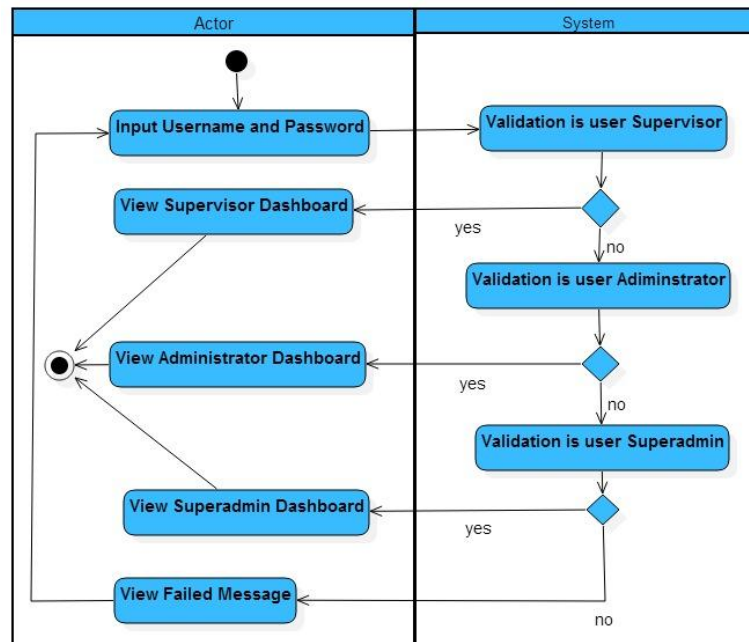 Actor
System
Input Username and Password
Validation is user Supervisor
View Supervisor Dashboard
yes
no
Validation is user Adiminstrator
View Administrator Dashboard
yes
no
Validation is user Superadmin
View Superadmin Dashboard
yes
View Failed Message
no